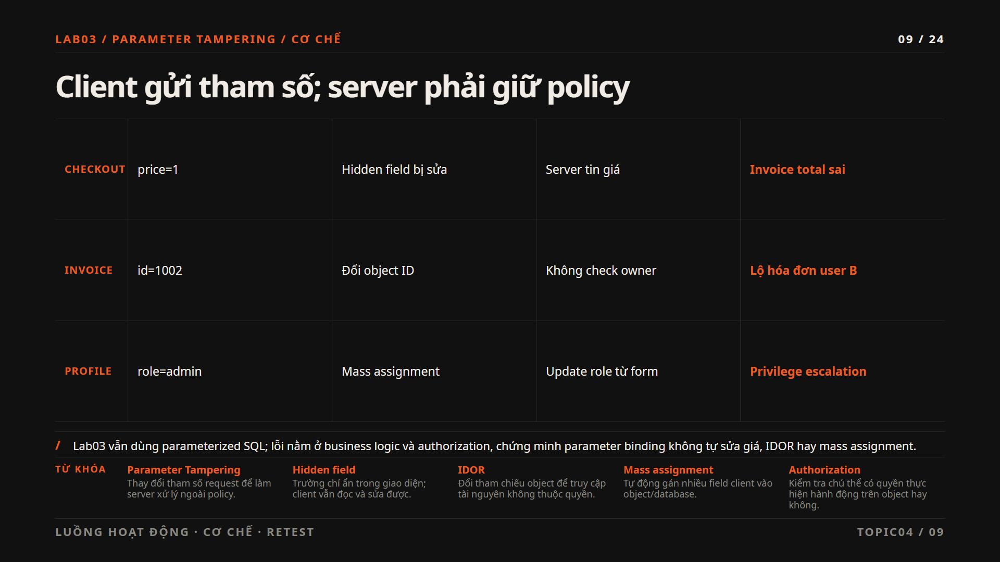 LAB03 / PARAMETER TAMPERING / CƠ CHẾ
09 / 24
Client gửi tham số; server phải giữ policy
CHECKOUT
price=1
Hidden field bị sửa
Server tin giá
Invoice total sai
INVOICE
id=1002
Đổi object ID
Không check owner
Lộ hóa đơn user B
PROFILE
role=admin
Mass assignment
Update role từ form
Privilege escalation
/ Lab03 vẫn dùng parameterized SQL; lỗi nằm ở business logic và authorization, chứng minh parameter binding không tự sửa giá, IDOR hay mass assignment.
TỪ KHÓA
Parameter Tampering
Thay đổi tham số request để làm
server xử lý ngoài policy.
Hidden field
Trường chỉ ẩn trong giao diện;
client vẫn đọc và sửa được.
IDOR
Đổi tham chiếu object để truy cập
tài nguyên không thuộc quyền.
Mass assignment
Tự động gán nhiều field client vào
object/database.
Authorization
Kiểm tra chủ thể có quyền thực
hiện hành động trên object hay
không.
LUỒNG HOẠT ĐỘNG · CƠ CHẾ · RETEST
TOPIC04 / 09